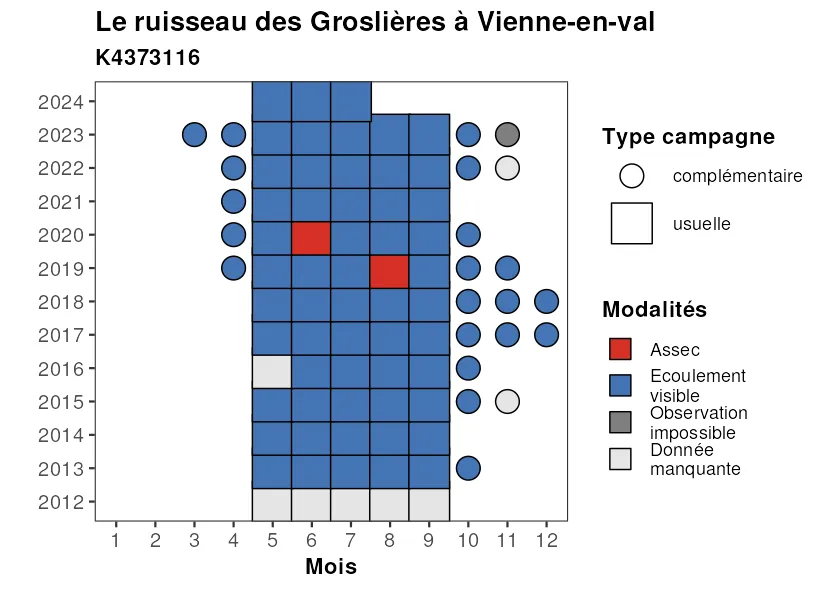 Le ruisseau des Groslières à Vienne-en-val
K4373116
2024
2023
2022
2021
2020
2019
2018
2017
2016
2015
2014
2013
2012
1 2 3 4 5 6 7 8 9 10 11 12
Mois
Type campagne
complémentaire
usuelle
Modalités
Assec
Ecoulement
visible
Observation
impossible
Donnée
manquante